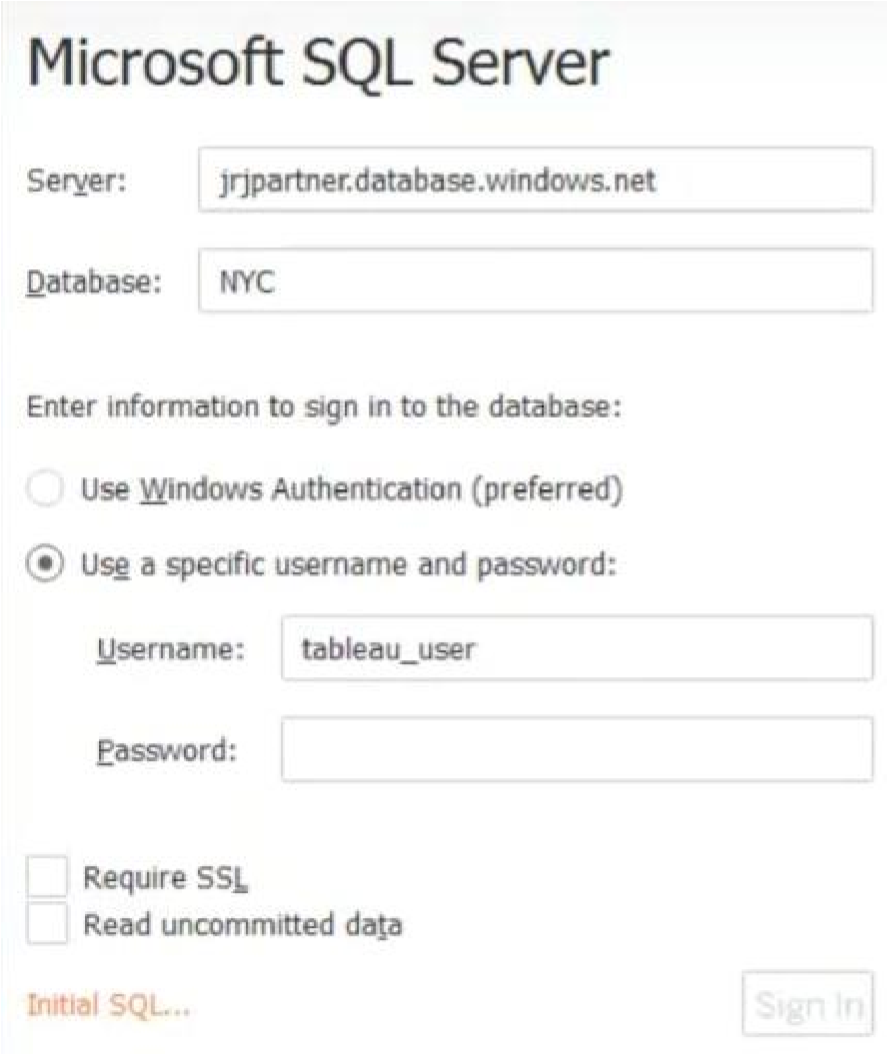 Microsoft SQL Server
Server: jrjpartner.database.windows.net
Database: NYC
Enter information to sign in to the database:
Use Windows Authentication (preferred)
Use a specific username and password:
Username: tableau_user
Password:
Require SSL
Read uncommitted data
Initial SQL...
Sign In